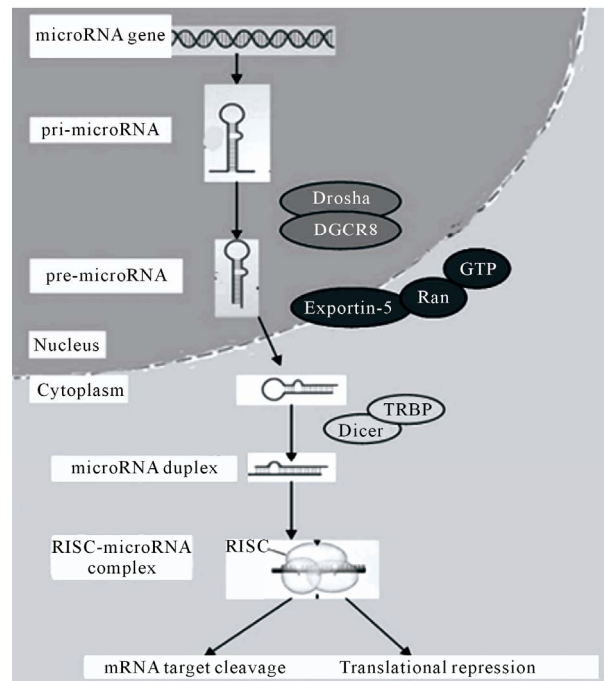 microRNA gene
pri-microRNA
Drosha
DGCR8
GTP
pre-microRNA
Ran
Exportin-5
Nucleus
Cytoplasm
TRBP
Dicer
microRNA duplex
RISC-microRNA
complex
RISC
mRNA target cleavage
Translational repression